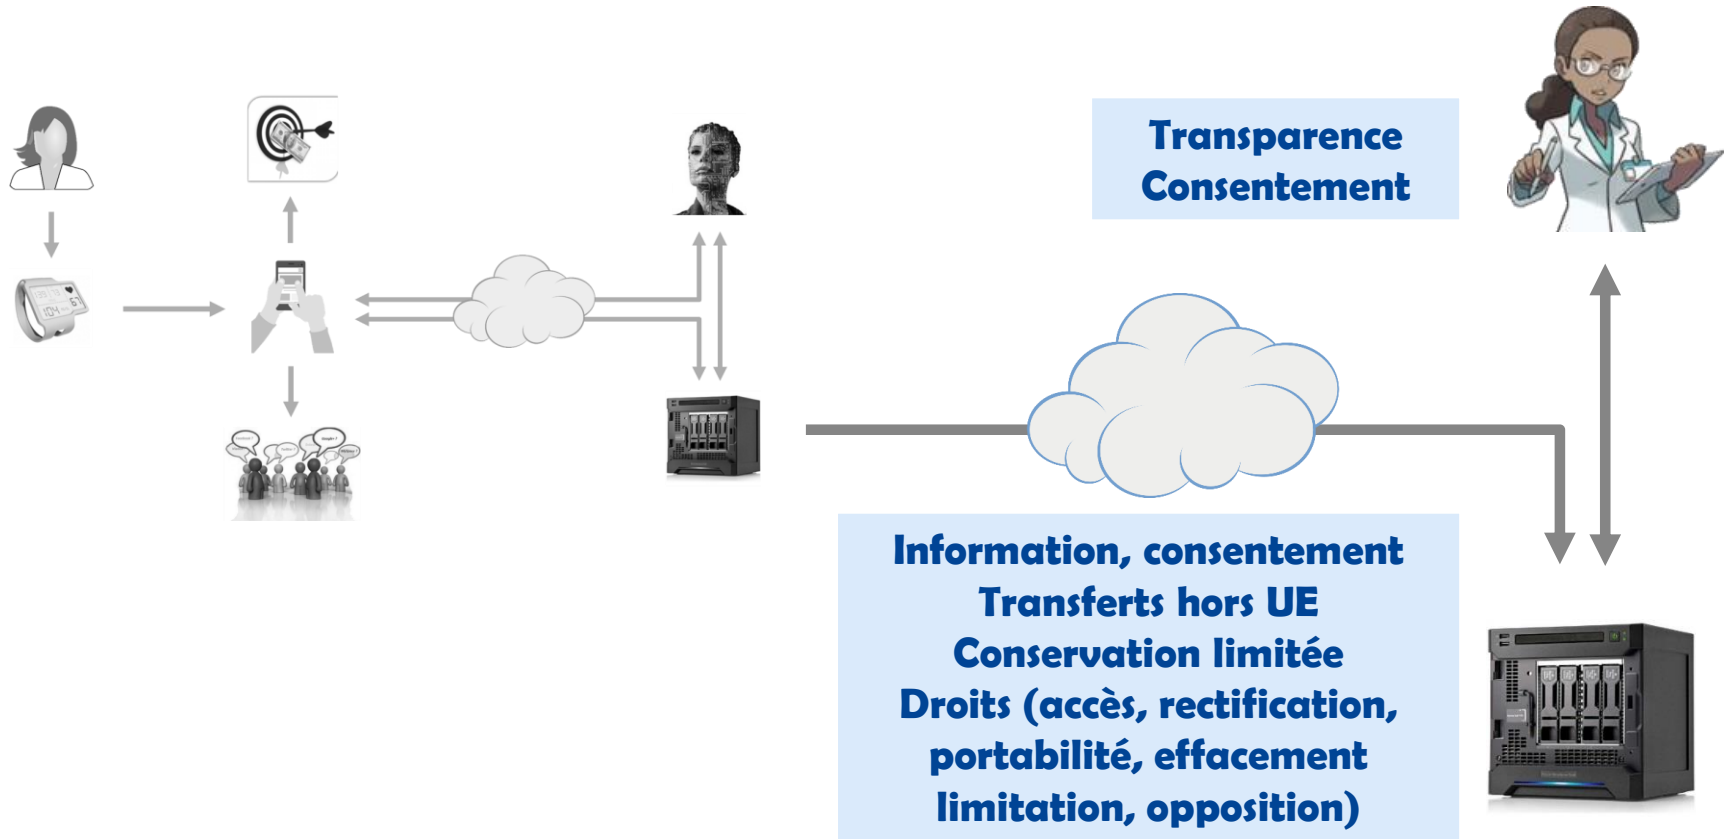 Transparence
Consentement
Information, consentement
Transferts hors UE
Conservation limitée
Droits (accès, rectification,
portabilité, effacement
limitation, opposition)